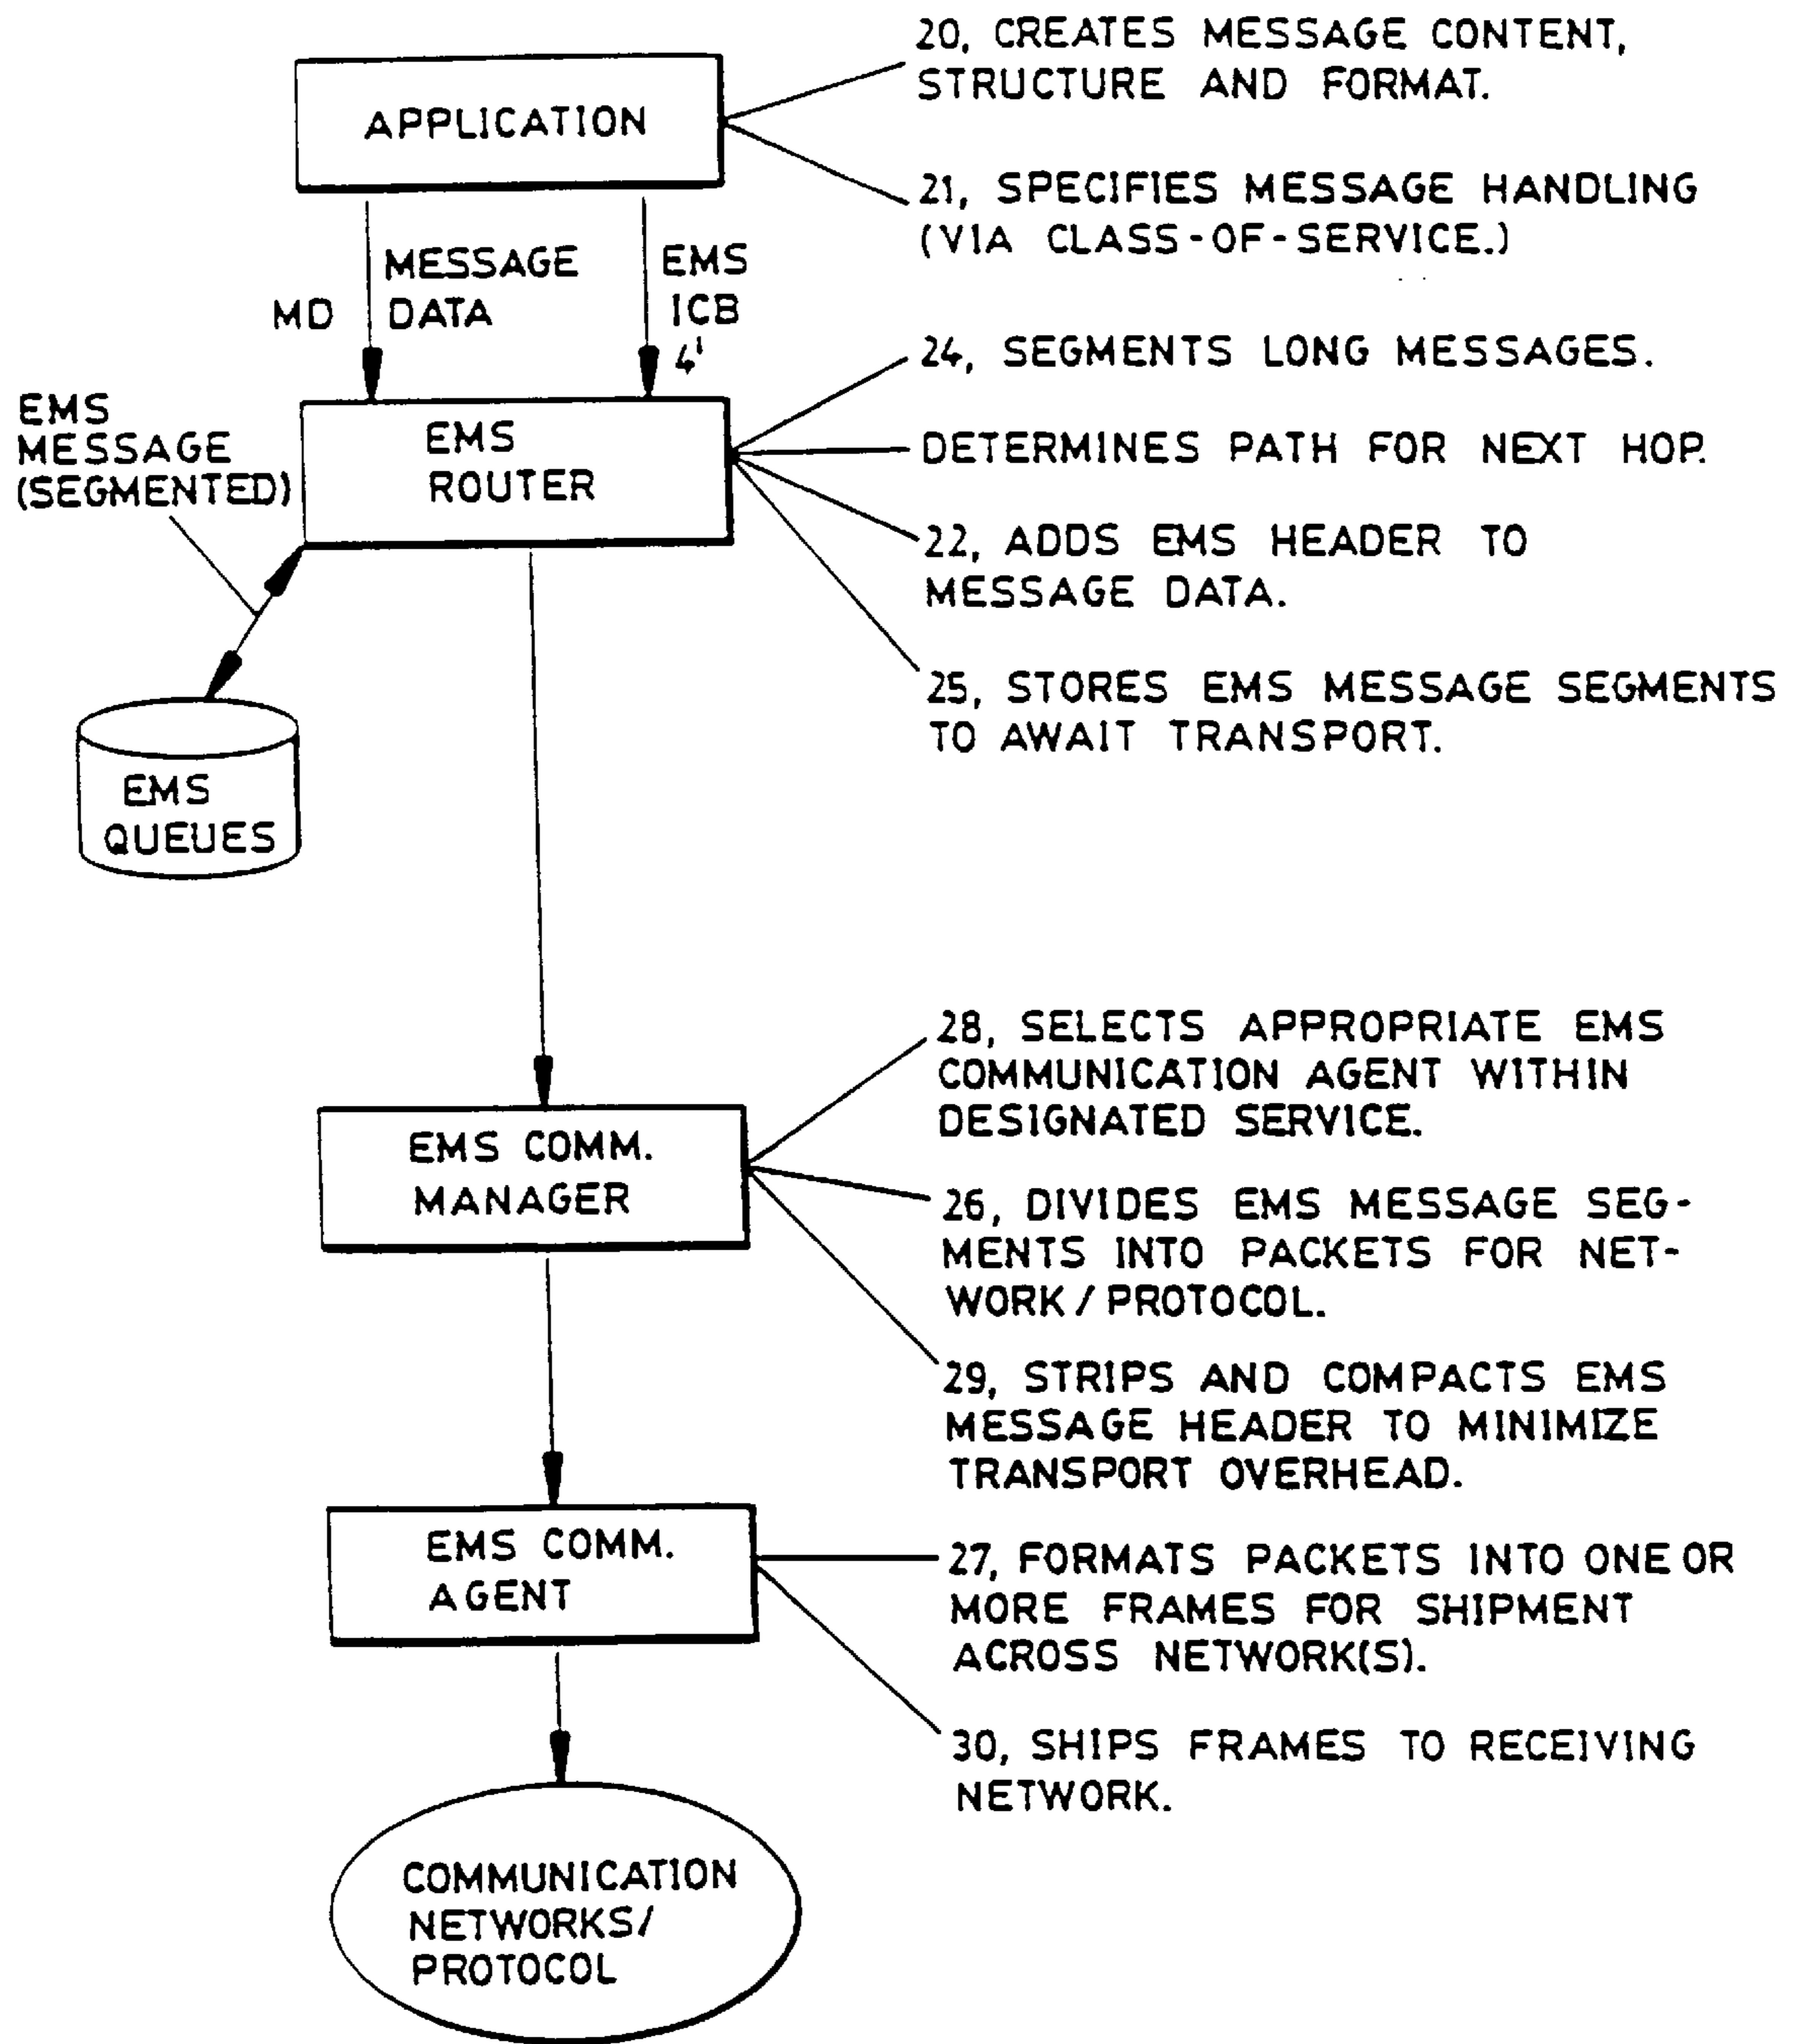 20, CREATES MESSAGE CONTENT,
STRUCTURE AND FORMAT.
APPLICATION
21, SPECIFIES MESSAGE HANDLING
(VIA CLASS-OF-SERVICE.)
MESSAGE
DATA
MD
EMS
ICB
4'
24, SEGMENTS LONG MESSAGES.
EMS
MESSAGE
(SEGMENTED)
EMS
ROUTER
DETERMINES PATH FOR NEXT HOP.
22, ADDS EMS HEADER TO
MESSAGE DATA.
25, STORES EMS MESSAGE SEGMENTS
TO AWAIT TRANSPORT.
EMS
QUEUES
28, SELECTS APPROPRIATE EMS
COMMUNICATION AGENT WITHIN
DESIGNATED SERVICE.
EMS COMM.
MANAGER
26, DIVIDES EMS MESSAGE SEG-
MENTS INTO PACKETS FOR NET-
WORK/PROTOCOL.
29, STRIPS AND COMPACTS EMS
MESSAGE HEADER TO MINIMIZE
TRANSPORT OVERHEAD.
EMS COMM.
AGENT
27, FORMATS PACKETS INTO ONE OR
MORE FRAMES FOR SHIPMENT
ACROSS NETWORK(S).
30, SHIPS FRAMES TO RECEIVING
NETWORK.
COMMUNICATION
NETWORKS/
PROTOCOL